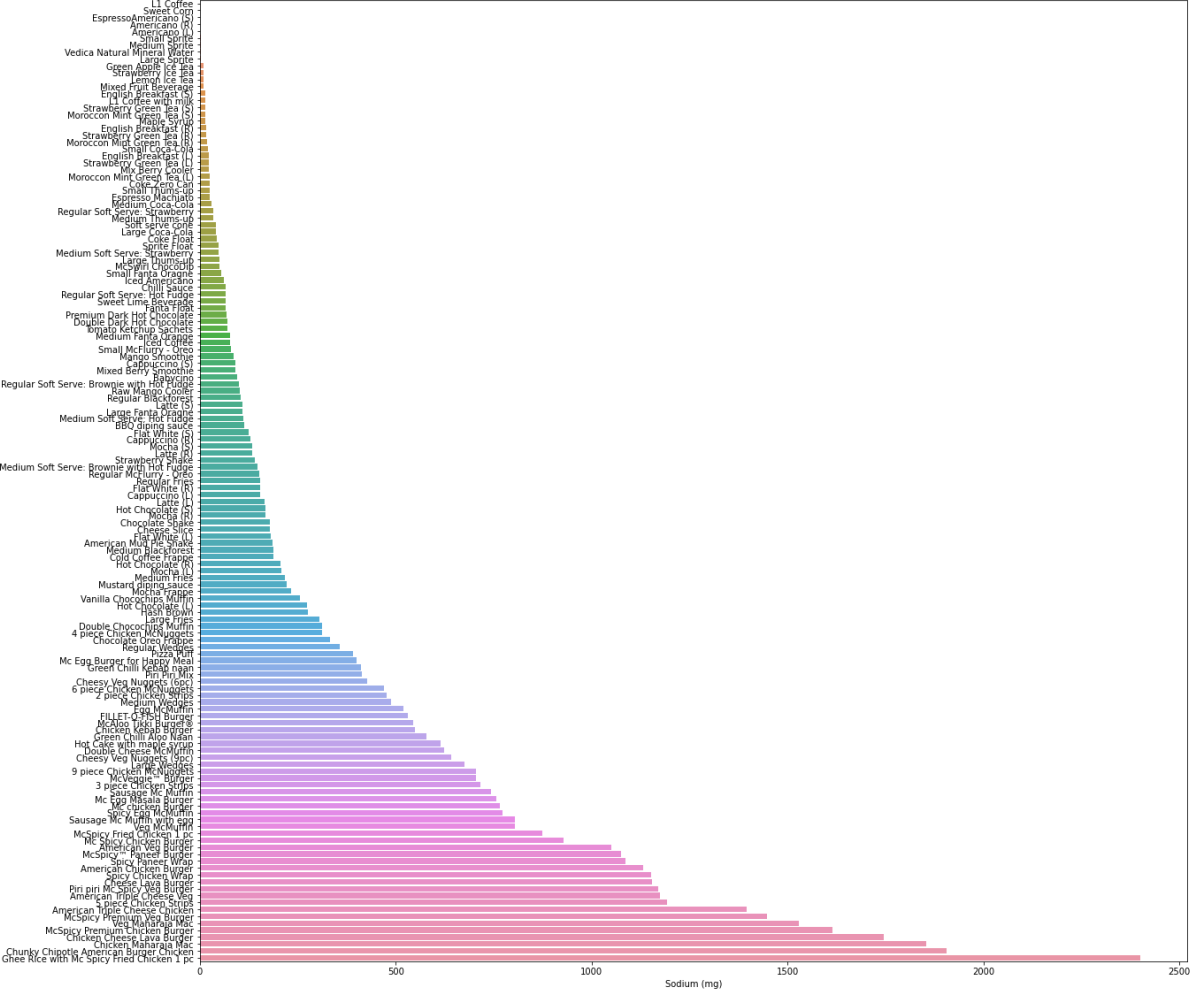 L1 Coffee
Sweet Corn
EspressoAmericano (S)
Americano (R)
Americano (L)
Small Sprite
Medium Sprite
Vedica Natural Mineral Water
Large Sprite
Green Apple Ice Tea
Strawberry Ice Tea
Lemon Ice Tea
Mixed Fruit Beverage
English Breakfast (S)
L1 Coffee with milk
Strawberry Green Tea (S)
Moroccon Mint Green Tea (S)
Maple Syrup
English Breakfast (R)
Strawberry Green Tea (R)
Moroccon Mint Green Tea (R)
Small Coca-Cola
English Breakfast (L)
Strawberry Green Tea (L)
Mix Berry Cooler
Moroccon Mint Green Tea (L)
Coke Zero Can
Small Thums-up
Espresso Machiato
Medium Coca-Cola
Regular Soft Serve: Strawberry
Medium Thums-up
Soft serve cone
Large Coca-Cola
Coke Float
Sprite Float
Medium Soft Serve: Strawberry
Large Thums-up
McSwirl ChocoDip
Small Fanta Oragne
Iced Americano
Chilli Sauce
Regular Soft Serve: Hot Fudge
Sweet Lime Beverage
Fanta Float
Premium Dark Hot Chocolate
Double Dark Hot Chocolate
Tomato Ketchup Sachets
Medium Fanta Orange
Iced Coffee
Small McFlurry - Oreo
Mango Smoothie
Cappuccino (S)
Mixed Berry Smoothie
Babycino
Regular Soft Serve: Brownie with Hot Fudge
Raw Mango Cooler
Regular Blackforest
Latte (S)
Large Fanta Oragne
Medium Soft Serve: Hot Fudge
BBQ diping sauce
Flat White (S)
Cappuccino (R)
Mocha (S)
Latte (R)
Strawberry Shake
Medium Soft Serve: Brownie with Hot Fudge
Regular McFlurry - Oreo
Regular Fries
Flat White (R)
Cappuccino (L)
Latte (L)
Hot Chocolate (S)
Mocha (R)
Chocolate Shake
Cheese Slice
Flat White (L)
American Mud Pie Shake
Medium Blackforest
Cold Coffee Frappe
Hot Chocolate (R)
Mocha (L)
Medium Fries
Mustard diping sauce
Mocha Frappe
Vanilla Chocochips Muffin
Hot Chocolate (L)
Hash Brown
Large Fries
Double Chocochips Muffin
4 piece Chicken McNuggets
Chocolate Oreo Frappe
Regular Wedges
Pizza Puff
Mc Egg Burger for Happy Meal
Green Chilli Kebab naan
Piri Piri Mix
Cheesy Veg Nuggets (6pc)
6 piece Chicken McNuggets
2 piece Chicken Strips
Medium Wedges
Egg McMuffin
FILLET-O-FISH Burger
McAloo Tikki Burger®
Chicken Kebab Burger
Green Chilli Aloo Naan
Hot Cake with maple syrup
Double Cheese McMuffin
Cheesy Veg Nuggets (9pc)
Large Wedges
9 piece Chicken McNuggets
McVeggie™ Burger
3 piece Chicken Strips
Sausage Mc Muffin
Mc Egg Masala Burger
Mc chicken Burger
Spicy Egg McMuffin
Sausage Mc Muffin with egg
Veg McMuffin
McSpicy Fried Chicken 1 pc
Mc Spicy Chicken Burger
American Veg Burger
McSpicy™ Paneer Burger
Spicy Paneer Wrap
American Chicken Burger
Spicy Chicken Wrap
Cheese Lava Burger
Piri piri Mc Spicy Veg Burger
American Triple Cheese Veg
5 piece Chicken Strips
American Triple Cheese Chicken
McSpicy Premium Veg Burger
Veg Maharaja Mac
McSpicy Premium Chicken Burger
Chicken Cheese Lava Burger
Chicken Maharaja Mac
Chunky Chipotle American Burger Chicken
Ghee Rice with Mc Spicy Fried Chicken 1 pc
0 500 1000 1500 2000 2500
Sodium (mg)